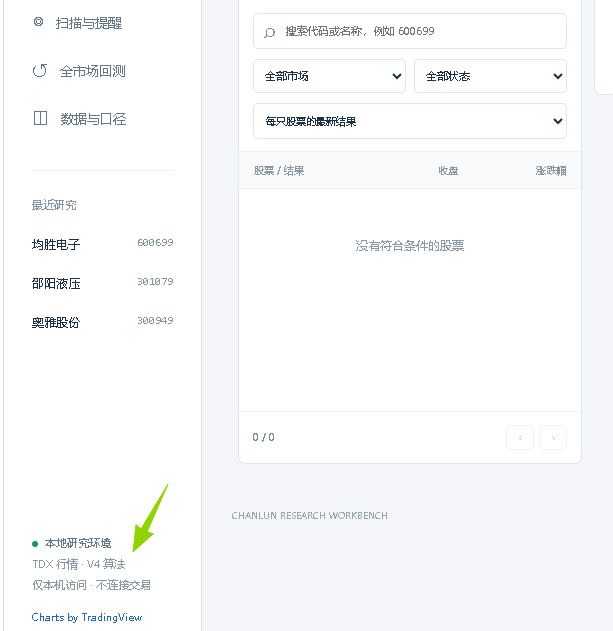 扫描与提醒
全市场回测
数据与口径
最近研究
均胜电子 600699
邵阳液压 301079
奥雅股份 300949
本地研究环境
TDX 行情 · V4 算法
仅本机访问 · 不连接交易
Charts by TradingView
搜索代码或名称，例如 600699
全部市场 全部状态
每只股票的最新结果
股票 / 结果 收盘 涨跌幅
没有符合条件的股票
0 / 0
CHANLUN RESEARCH WORKBENCH